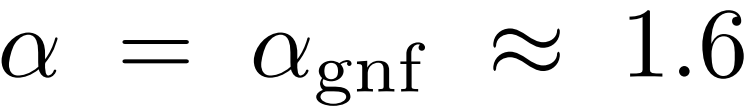 α = α_gnf ≈ 1.6